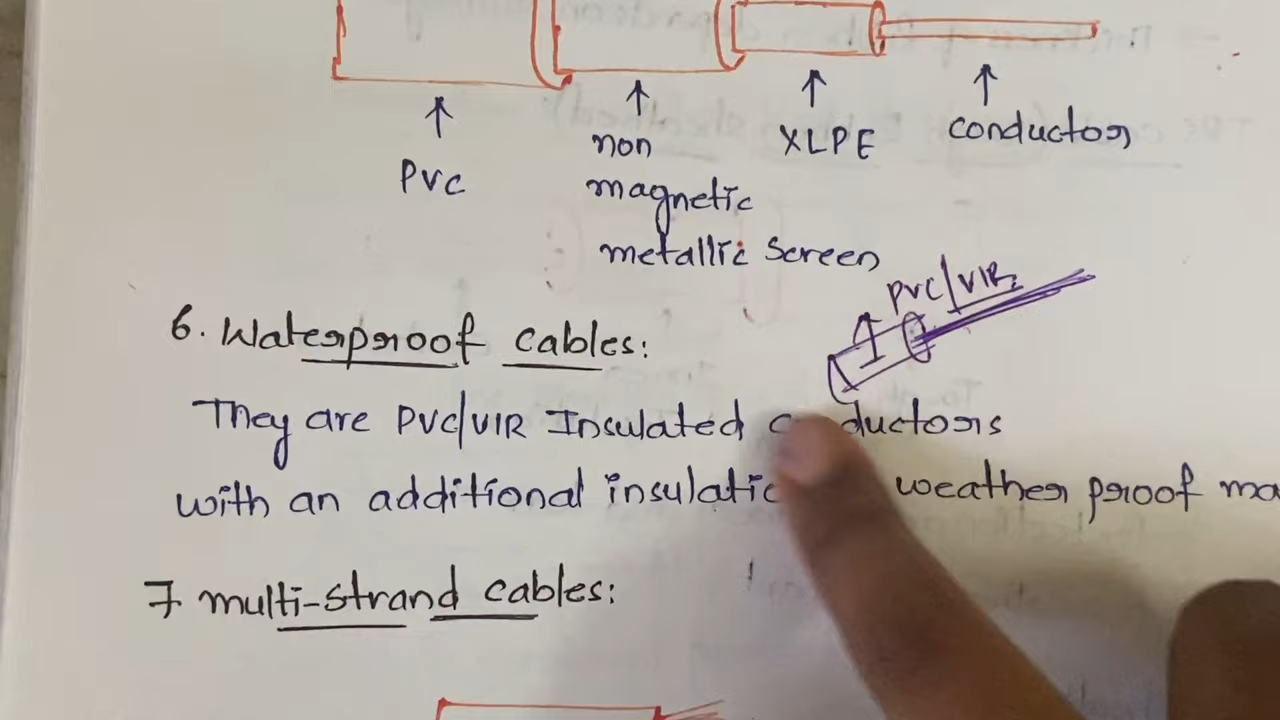 PVC
non
magnetic
metallic Screen
XLPE
conductor
PVC/VIR
6. Waterproof cables:
They are PVC/VIR Insulated conductors
with an additional weather proof
7 multi-strand cables: